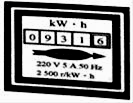 kW · h
0 9 3 1 6
220 V 5 A 50 Hz
2 500 r/kW · h